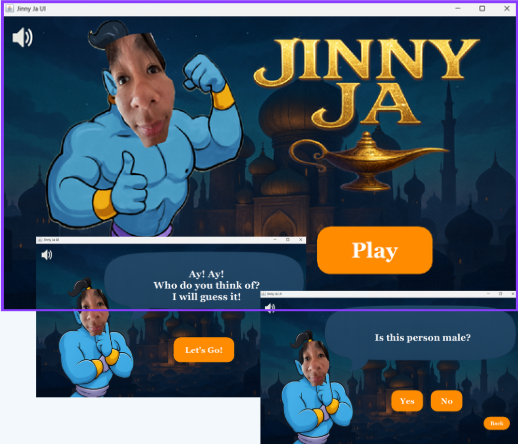 Jinny Ja UI
JINNY
JA
Play
Jinny Ja UI
Ay! Ay!
Who do you think of?
I will guess it!
Let's Go!
Jinny Ja UI
Is this person male?
Yes No
Back